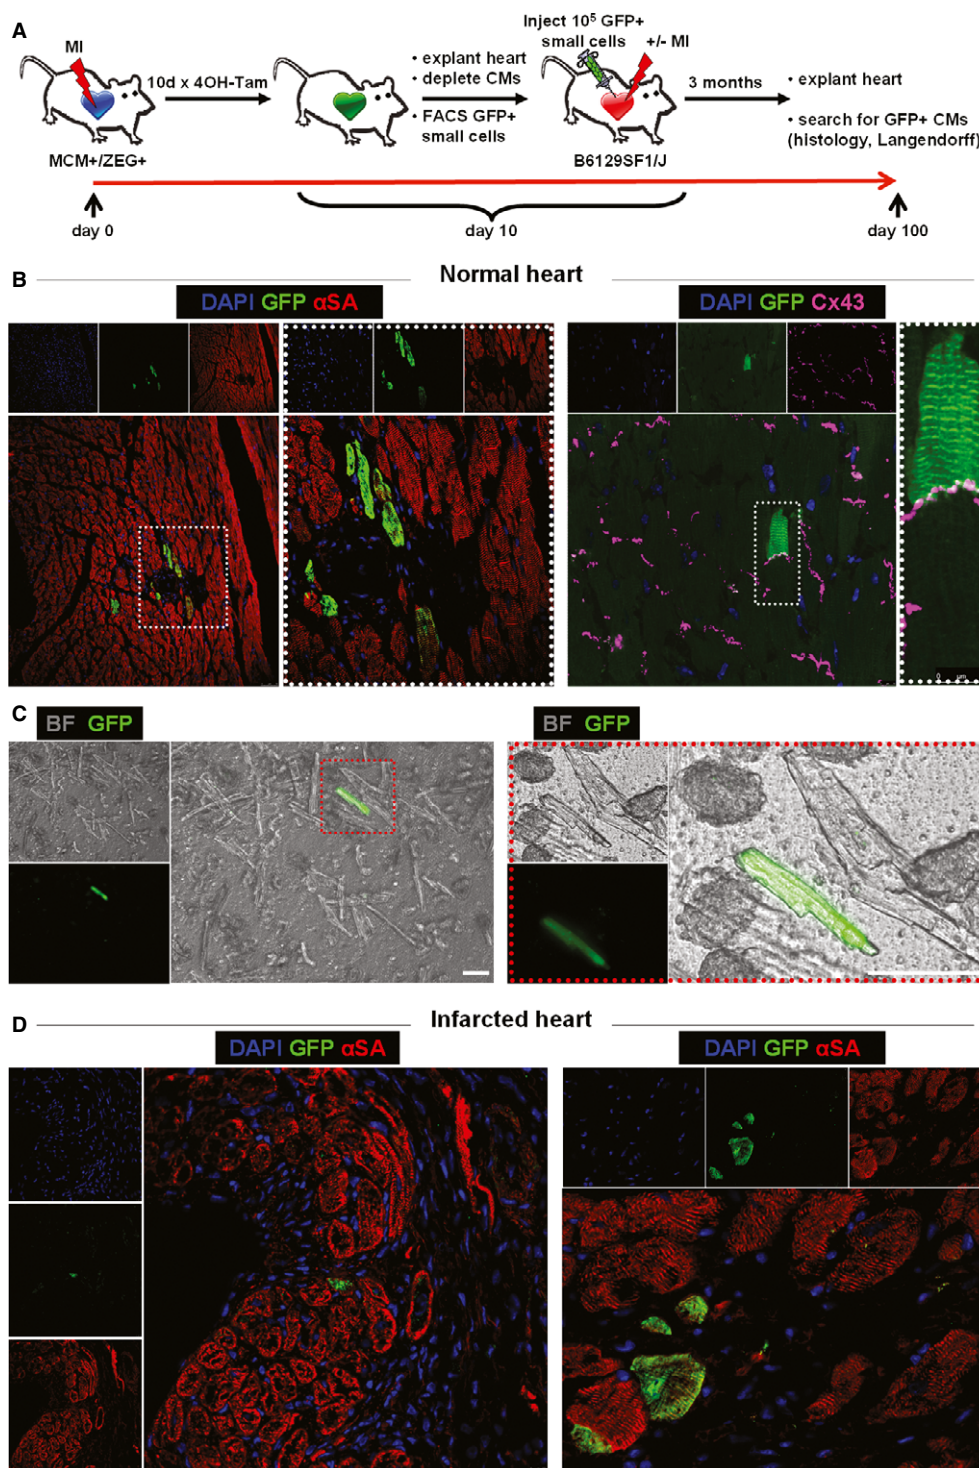 A
MI
10d x 4OH-Tam
MCM+/ZEG+
• explant heart
• deplete CMs
• FACS GFP+
small cells
Inject 10⁵ GFP+
small cells
+/- MI
B6129SF1/J
3 months
• explant heart
• search for GFP+ CMs
(histology, Langendorff)
day 0
day 10
day 100
B
Normal heart
DAPI GFP αSA
DAPI GFP Cx43
0 µm
C
BF GFP
BF GFP
D
Infarcted heart
DAPI GFP αSA
DAPI GFP αSA